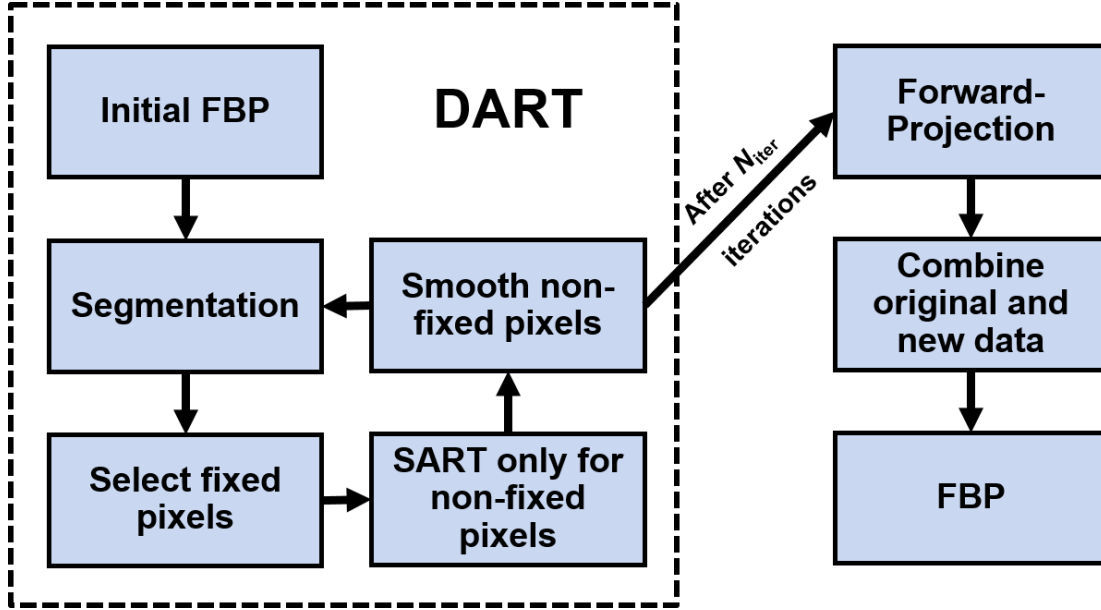 Initial FBP
DART
Segmentation
Smooth non-
fixed pixels
Select fixed
pixels
SART only for
non-fixed
pixels
After Niter
iterations
Forward-
Projection
Combine
original and
new data
FBP